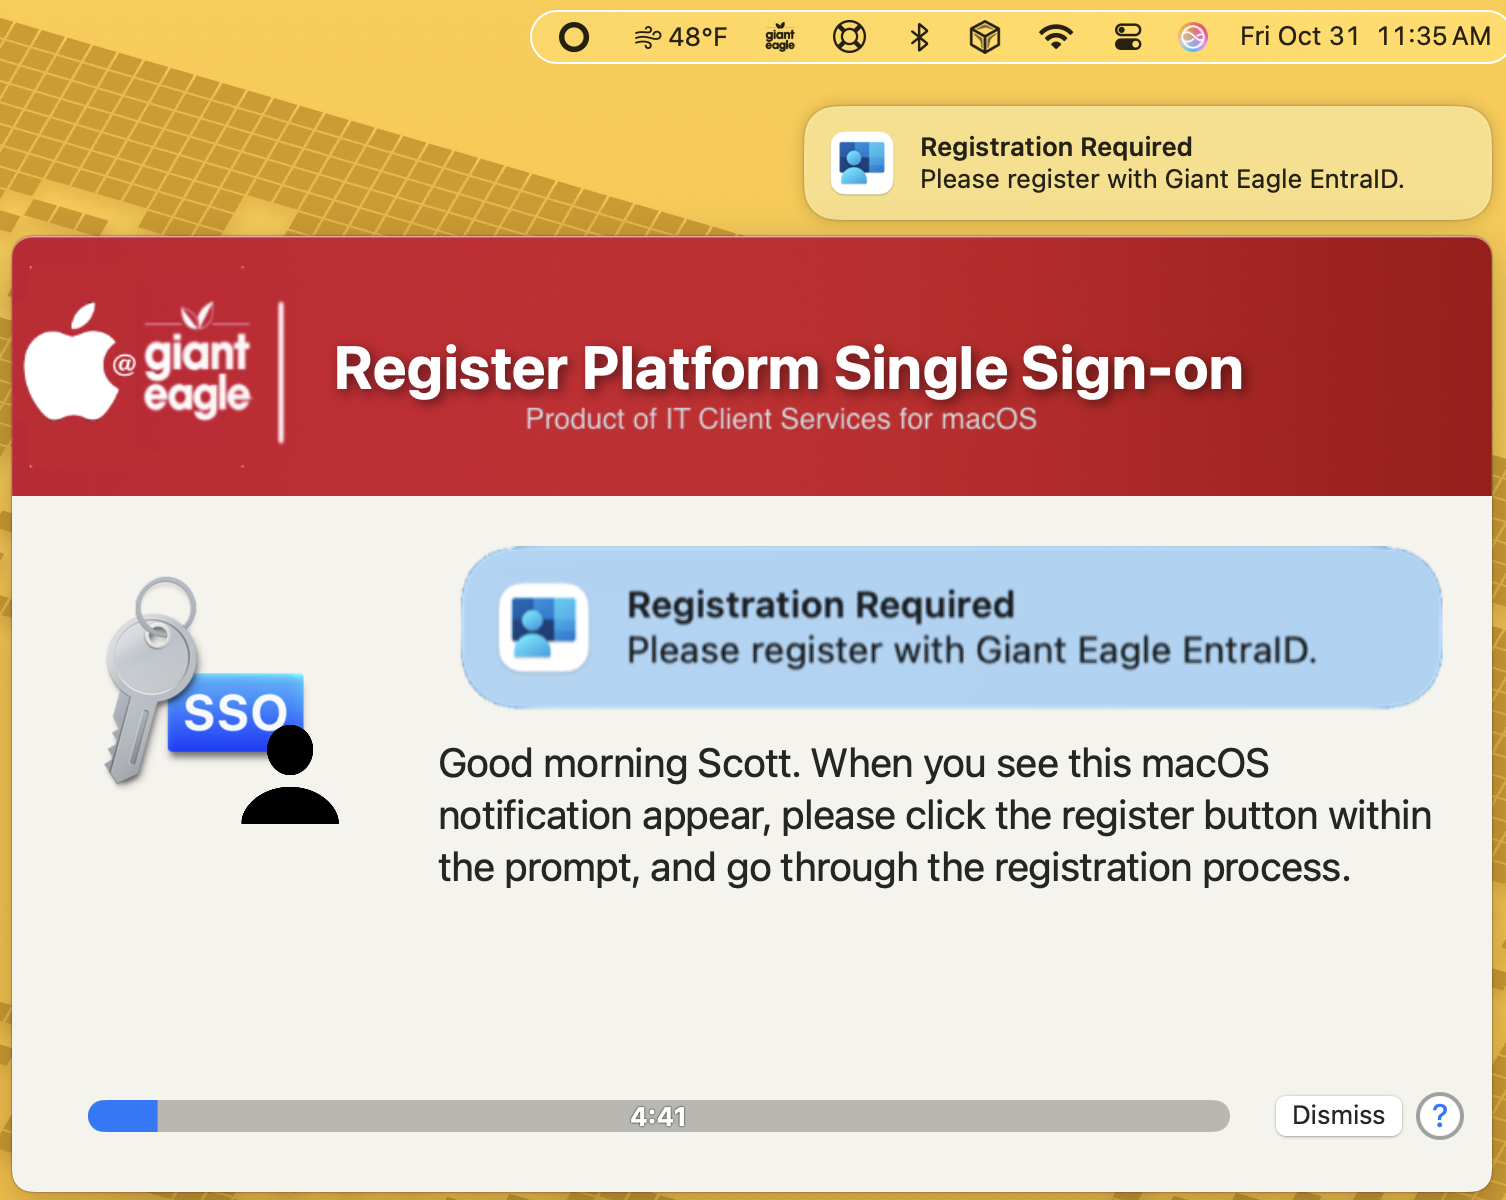 48°F
giant
eagle
Fri Oct 31 11:35 AM
Registration Required
Please register with Giant Eagle EntraID.
@ giant
eagle
Register Platform Single Sign-on
Product of IT Client Services for macOS
SSO
Registration Required
Please register with Giant Eagle EntraID.
Good morning Scott. When you see this macOS
notification appear, please click the register button within
the prompt, and go through the registration process.
4:41
Dismiss
?